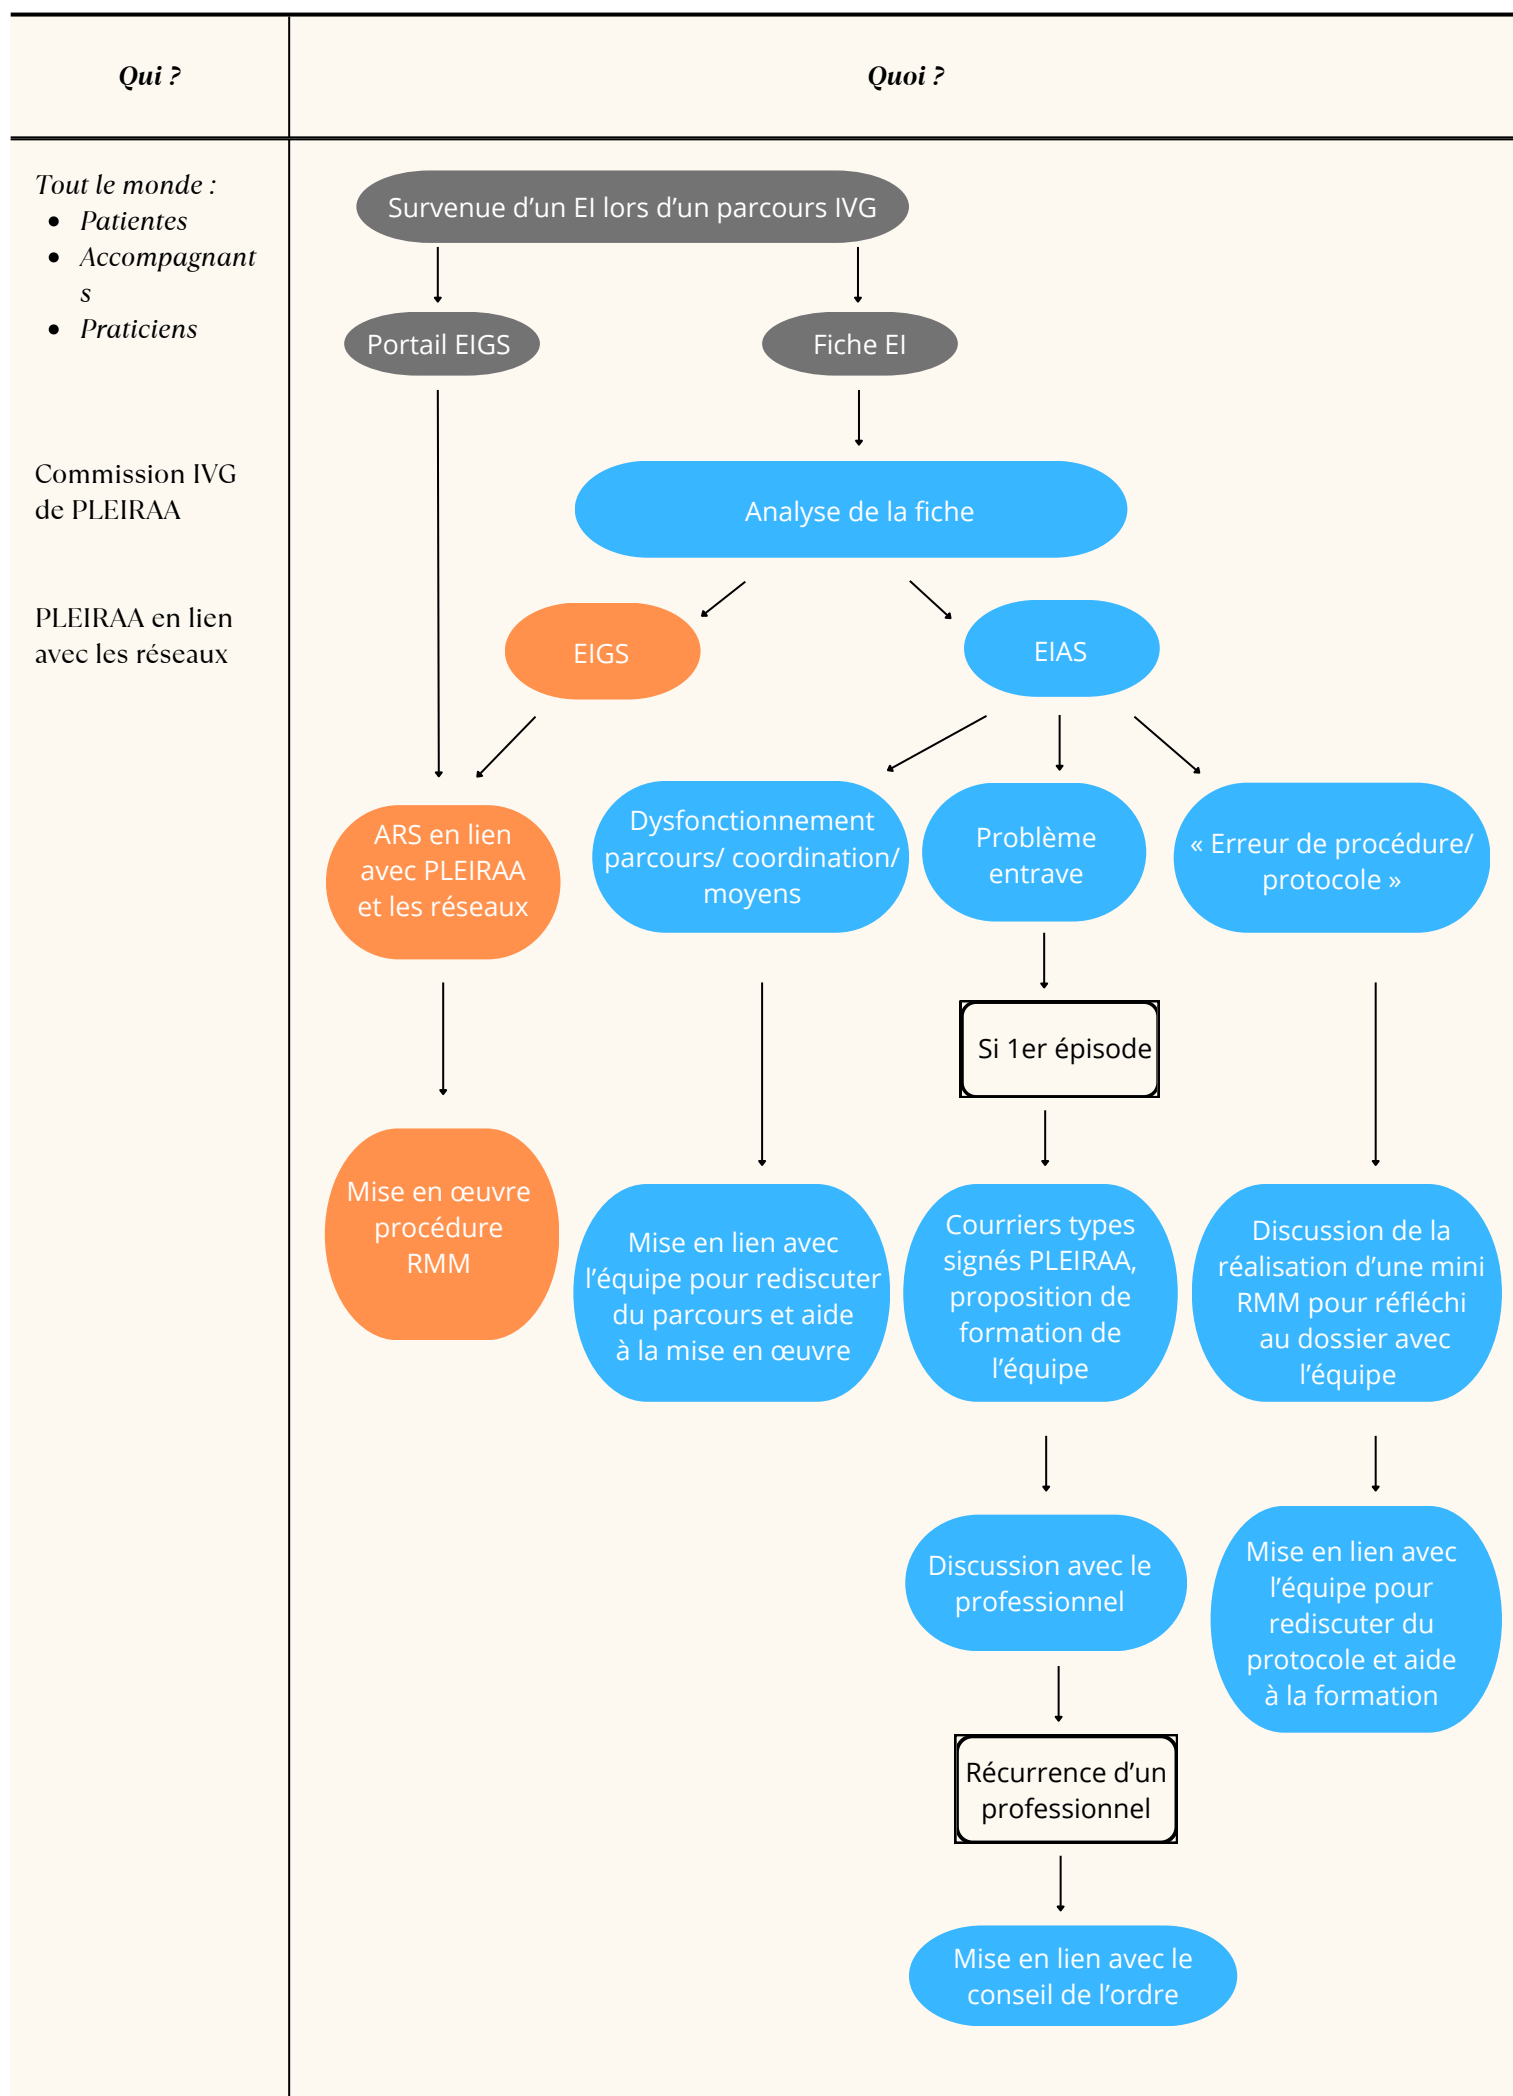 Qui ?
Quoi ?
Tout le monde :
• Patientes
• Accompagnant
s
• Praticiens
Survenue d’un EI lors d’un parcours IVG
Portail EIGS
Fiche EI
Commission IVG
de PLEIRAA
Analyse de la fiche
PLEIRAA en lien
avec les réseaux
EIGS
EIAS
ARS en lien
avec PLEIRAA
et les réseaux
Dysfonctionnement
parcours/ coordination/
moyens
Problème
entrave
« Erreur de procédure/
protocole »
Si 1er épisode
Mise en œuvre
procédure
RMM
Mise en lien avec
l’équipe pour rediscuter
du parcours et aide
à la mise en œuvre
Courriers types
signés PLEIRAA,
proposition de
formation de
l’équipe
Discussion de la
réalisation d’une mini
RMM pour réfléchi
au dossier avec
l’équipe
Discussion avec le
professionnel
Mise en lien avec
l’équipe pour
rediscuter du
protocole et aide
à la formation
Récurrence d’un
professionnel
Mise en lien avec le
conseil de l’ordre